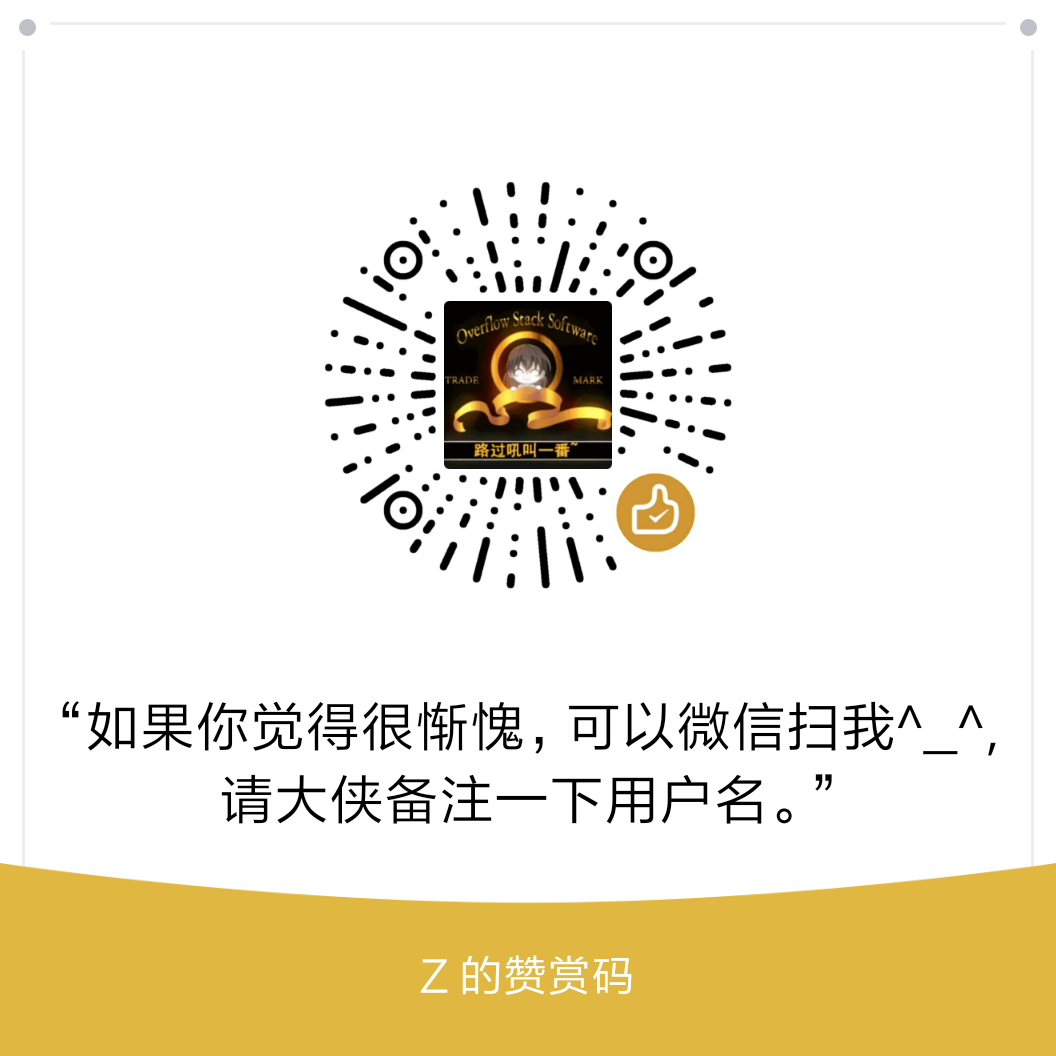 Overflow Stack Software
TRADE MARK
路过吼叫一番~
“如果你觉得很惭愧，可以微信扫我^_^,
请大侠备注一下用户名。”
Z 的赞赏码